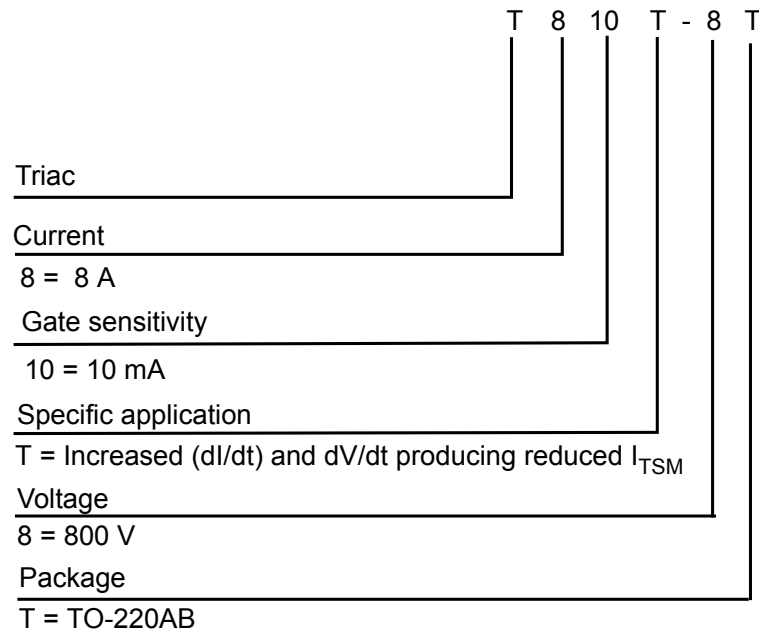 T 8 10 T - 8 T
Triac
Current
8 = 8 A
Gate sensitivity
10 = 10 mA
Specific application
T = Increased (dI/dt) and dV/dt producing reduced ITSM
Voltage
8 = 800 V
Package
T = TO-220AB